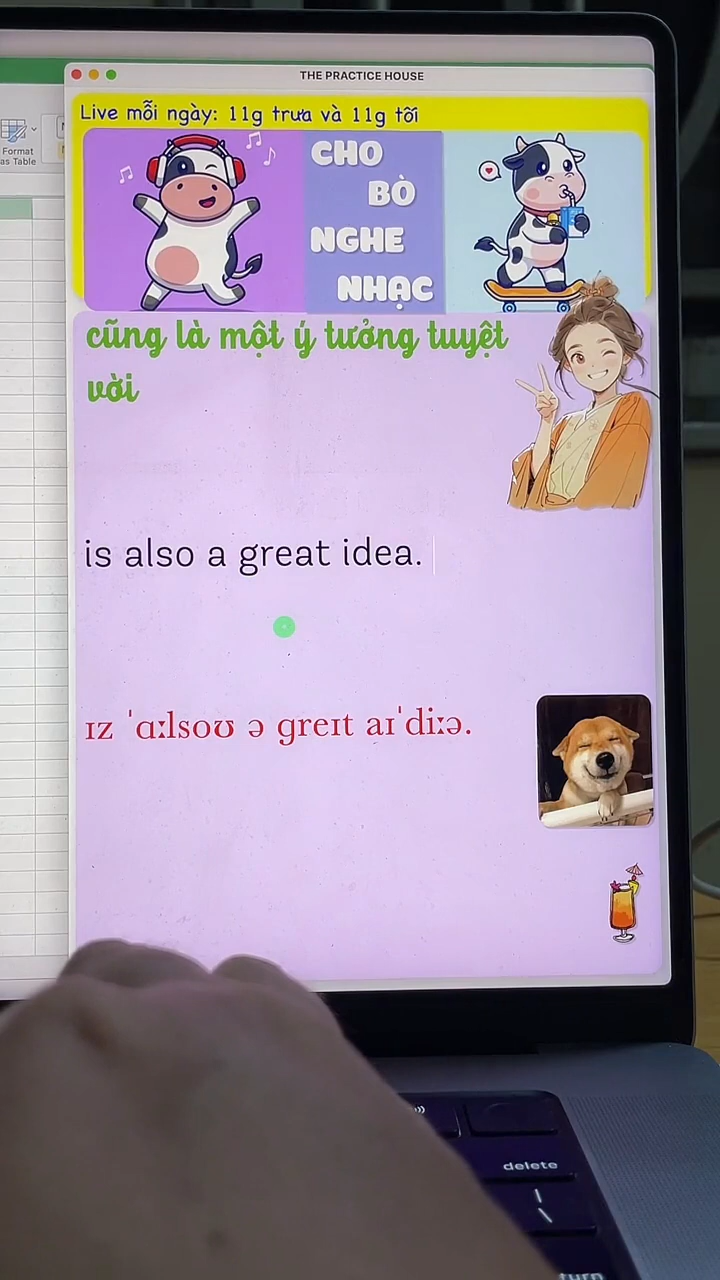 THE PRACTICE HOUSE
Format
as Table
Live mỗi ngày: 11g trưa và 11g tối
CHO
BÒ
NGHE
NHẠC
cũng là một ý tưởng tuyệt
vời
is also a great idea.
ɪz ˈɑːlsoʊ ə ɡreɪt aɪˈdiːə.
delete
|
\